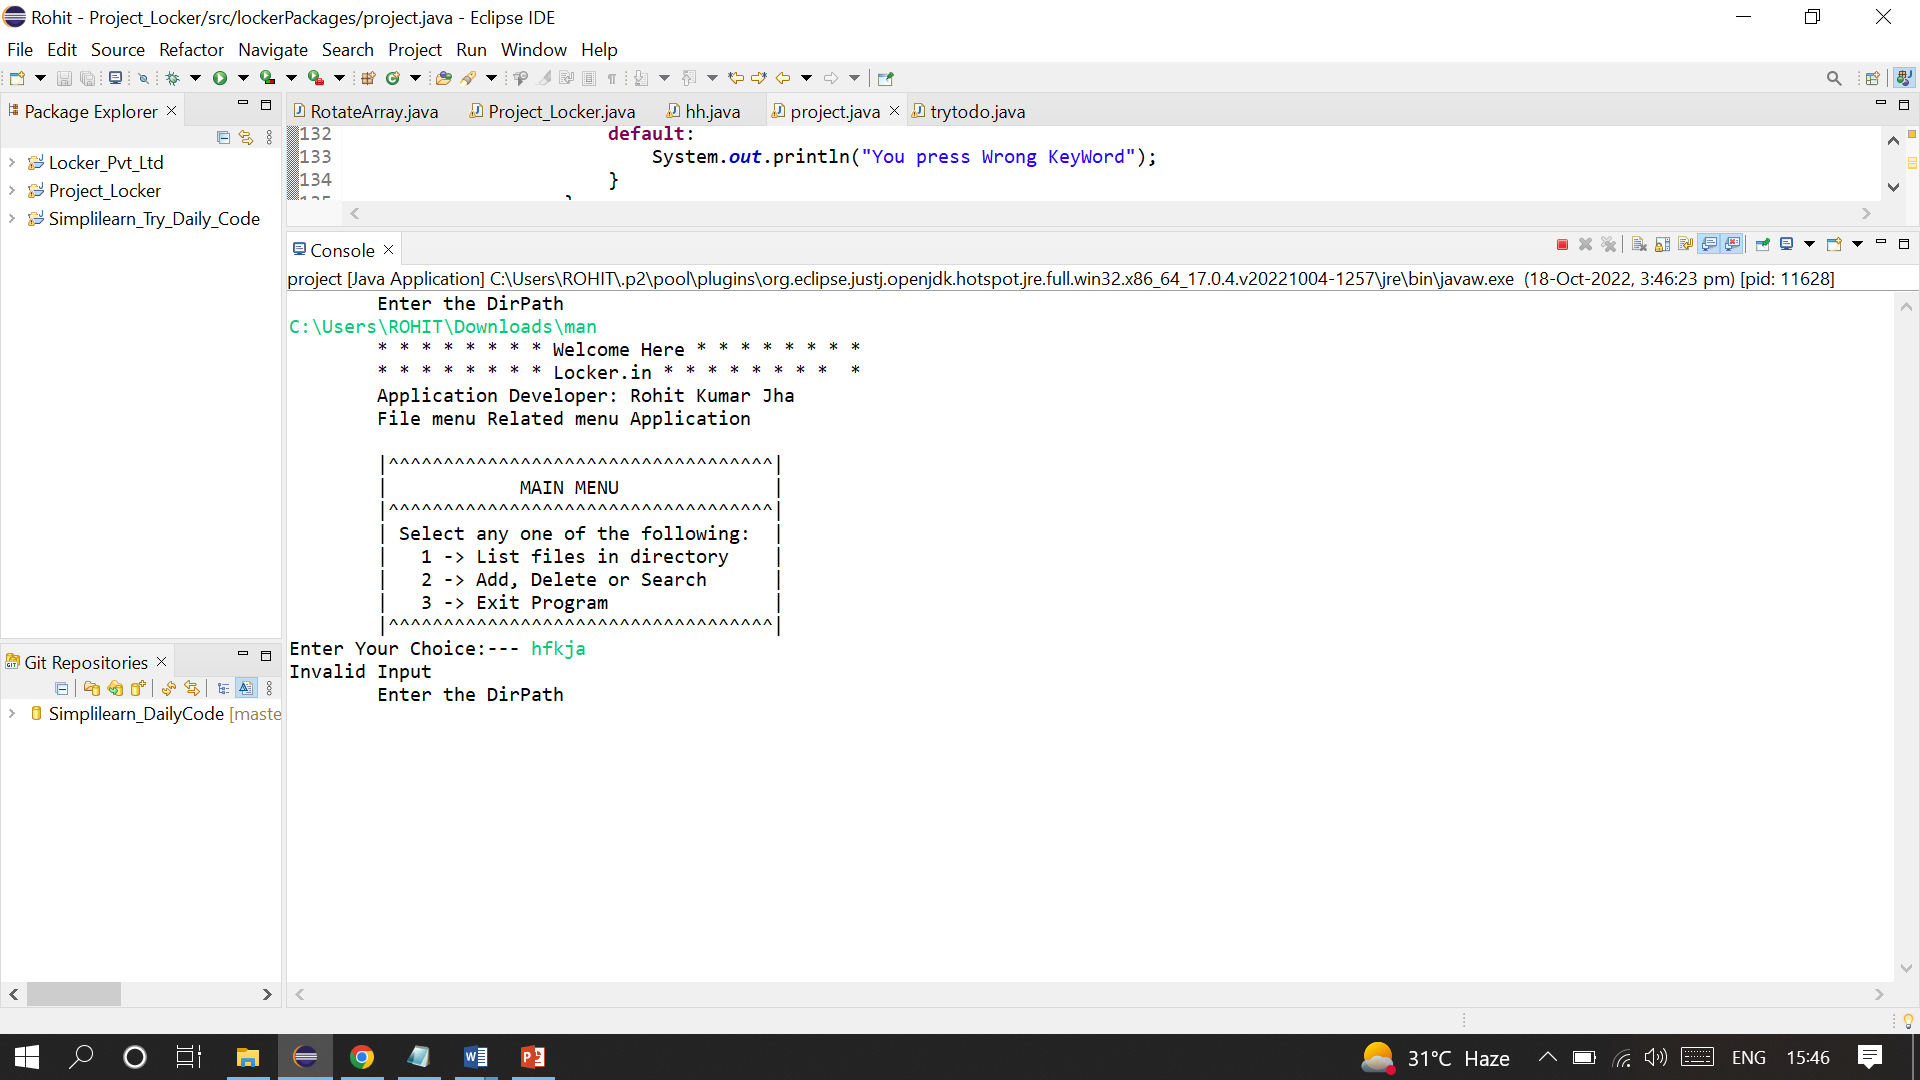 Rohit - Project_Locker/src/lockerPackages/project.java - Eclipse IDE
File Edit Source Refactor Navigate Search Project Run Window Help
Package Explorer
RotateArray.java Project_Locker.java hh.java project.java trytodo.java
Locker_Pvt_Ltd
Project_Locker
Simplilearn_Try_Daily_Code
132 default:
133 System.out.println("You press Wrong KeyWord");
134 }
Console
project [Java Application] C:\Users\ROHIT\.p2\pool\plugins\org.eclipse.justj.openjdk.hotspot.jre.full.win32.x86_64_17.0.4.v20221004-1257\jre\bin\javaw.exe (18-Oct-2022, 3:46:23 pm) [pid: 11628]
Enter the DirPath
C:\Users\ROHIT\Downloads\man
* * * * * * * * Welcome Here * * * * * * * *
* * * * * * * * Locker.in * * * * * * * * *
Application Developer: Rohit Kumar Jha
File menu Related menu Application
|^^^^^^^^^^^^^^^^^^^^^^^^^^^^^^^^^^^|
| MAIN MENU |
|^^^^^^^^^^^^^^^^^^^^^^^^^^^^^^^^^^^|
| Select any one of the following: |
| 1 -> List files in directory |
| 2 -> Add, Delete or Search |
| 3 -> Exit Program |
|^^^^^^^^^^^^^^^^^^^^^^^^^^^^^^^^^^^|
Enter Your Choice:--- hfkja
Invalid Input
Enter the DirPath
Git Repositories
Simplilearn_DailyCode [maste
31°C Haze ENG 15:46